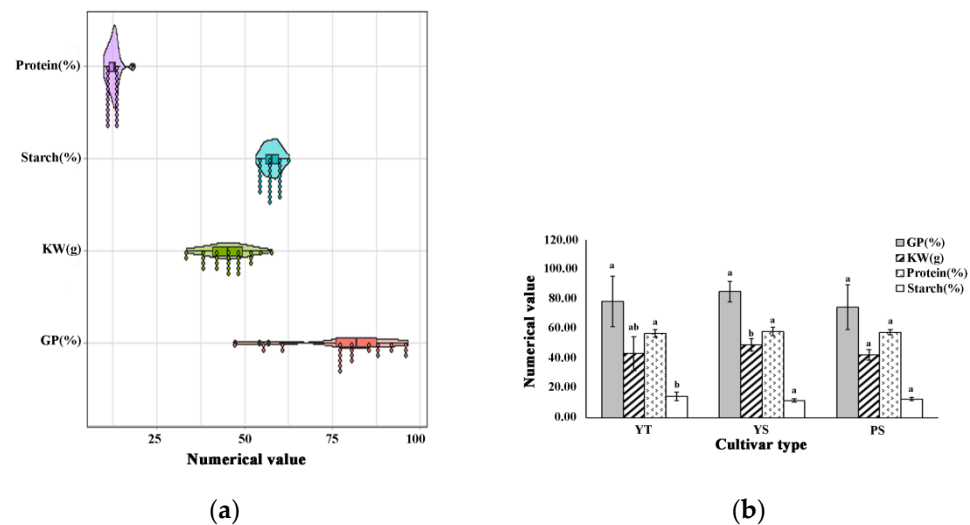 Protein(%)
Starch(%)
KW(g)
GP(%)
25
50
75
100
Numerical value
(a)
120.00
100.00
80.00
60.00
40.00
20.00
0.00
Numerical value
GP(%)
KW(g)
Protein(%)
Starch(%)
a
ab
a
b
a
b
a
a
a
a
a
a
YT
YS
PS
Cultivar type
(b)